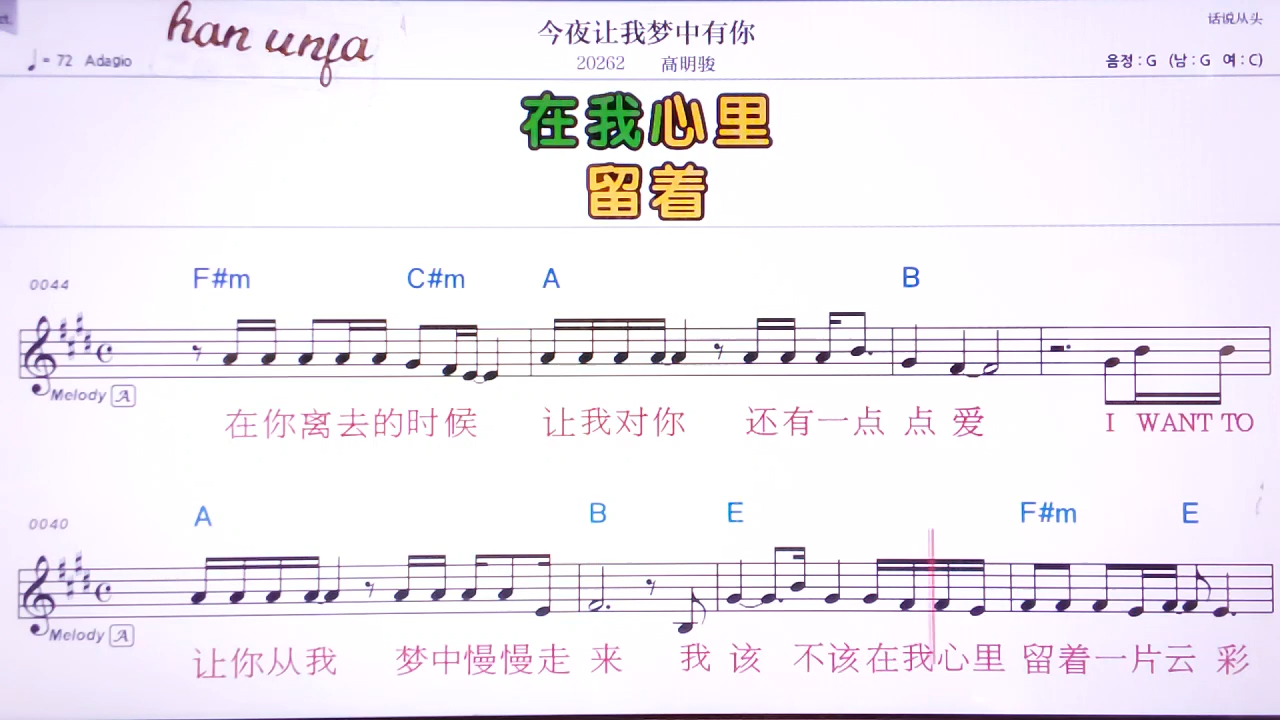 st.
han unfa
今夜让我梦中有你
话说从头
♩= 72 Adagio
20262 高明骏
음정 : G (남 : G 여 : C)
在我心里
留着
0044
F#m C#m A B
Melody A
在你离去的时候 让我对你 还有一点点爱 I WANT TO
0040
A B E F#m E
Melody A
让你从我 梦中慢慢走来 我该 不该在我心里 留着一片云彩